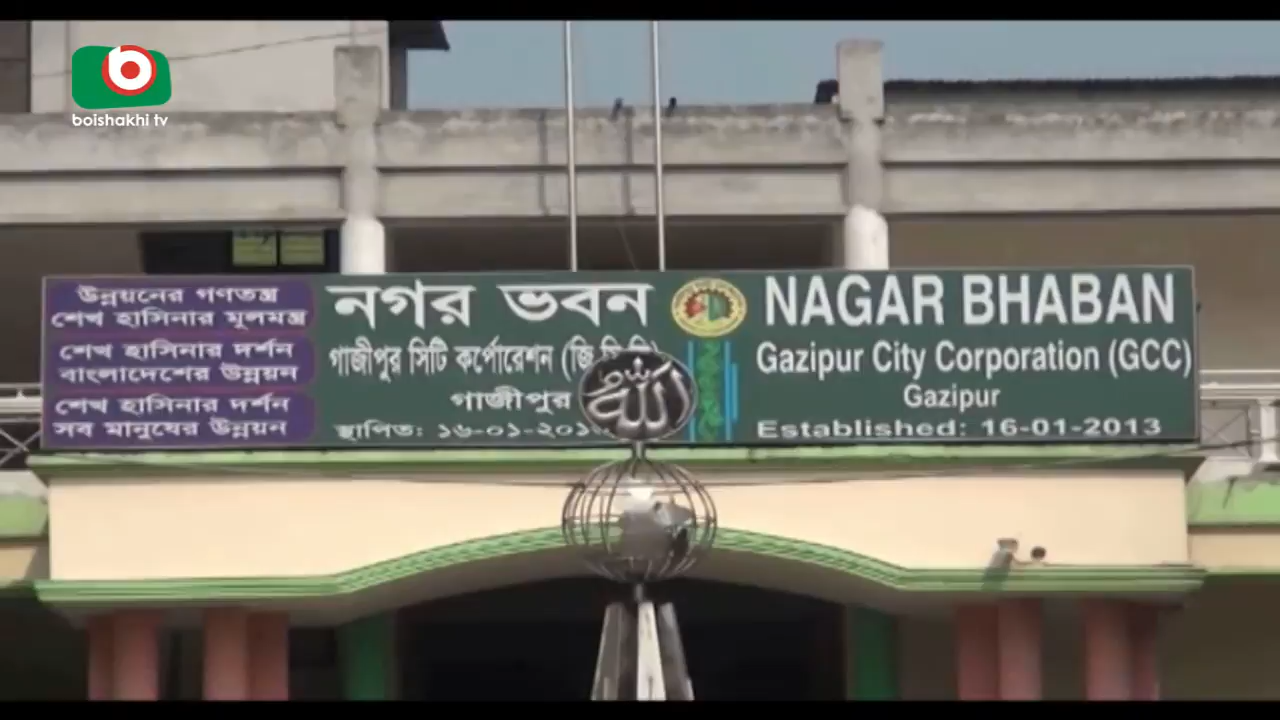 boishakhi tv
উন্নয়নের গণতন্ত্র
শেখ হাসিনার মূলমন্ত্র
শেখ হাসিনার দর্শন
বাংলাদেশের উন্নয়ন
শেখ হাসিনার দর্শন
সব মানুষের উন্নয়ন
নগর ভবন
গাজীপুর সিটি কর্পোরেশন
গাজীপুর
স্থাপিত:
الله
NAGAR BHABAN
Gazipur City Corporation (GCC)
Gazipur
Established: 16-01-2013